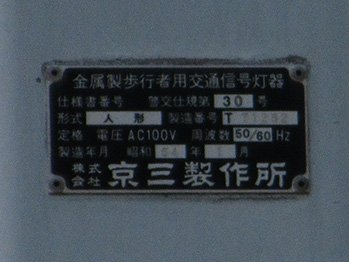 金属製歩行者用交通信号灯器
仕様書番号 警交仕規第 30 号
形式 人形 製造番号 T
定格 電圧 AC100V 周波数 50/60 Hz
製造年月 昭和 年 月
株式会社 京三製作所